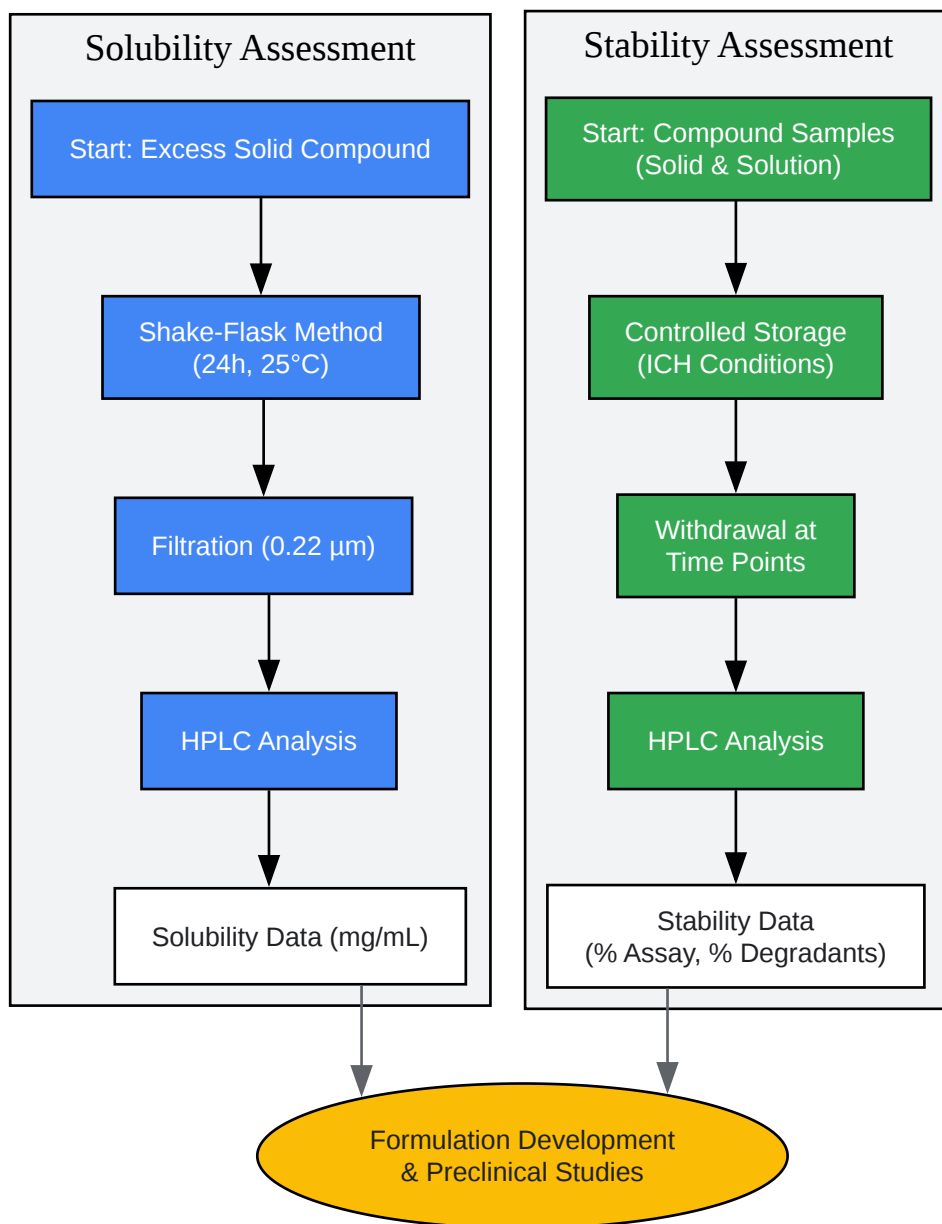 Solubility Assessment
Start: Excess Solid Compound
Shake-Flask Method
(24h, 25°C)
Filtration (0.22 µm)
HPLC Analysis
Solubility Data (mg/mL)
Stability Assessment
Start: Compound Samples
(Solid & Solution)
Controlled Storage
(ICH Conditions)
Withdrawal at
Time Points
HPLC Analysis
Stability Data
(% Assay, % Degradants)
Formulation Development
& Preclinical Studies